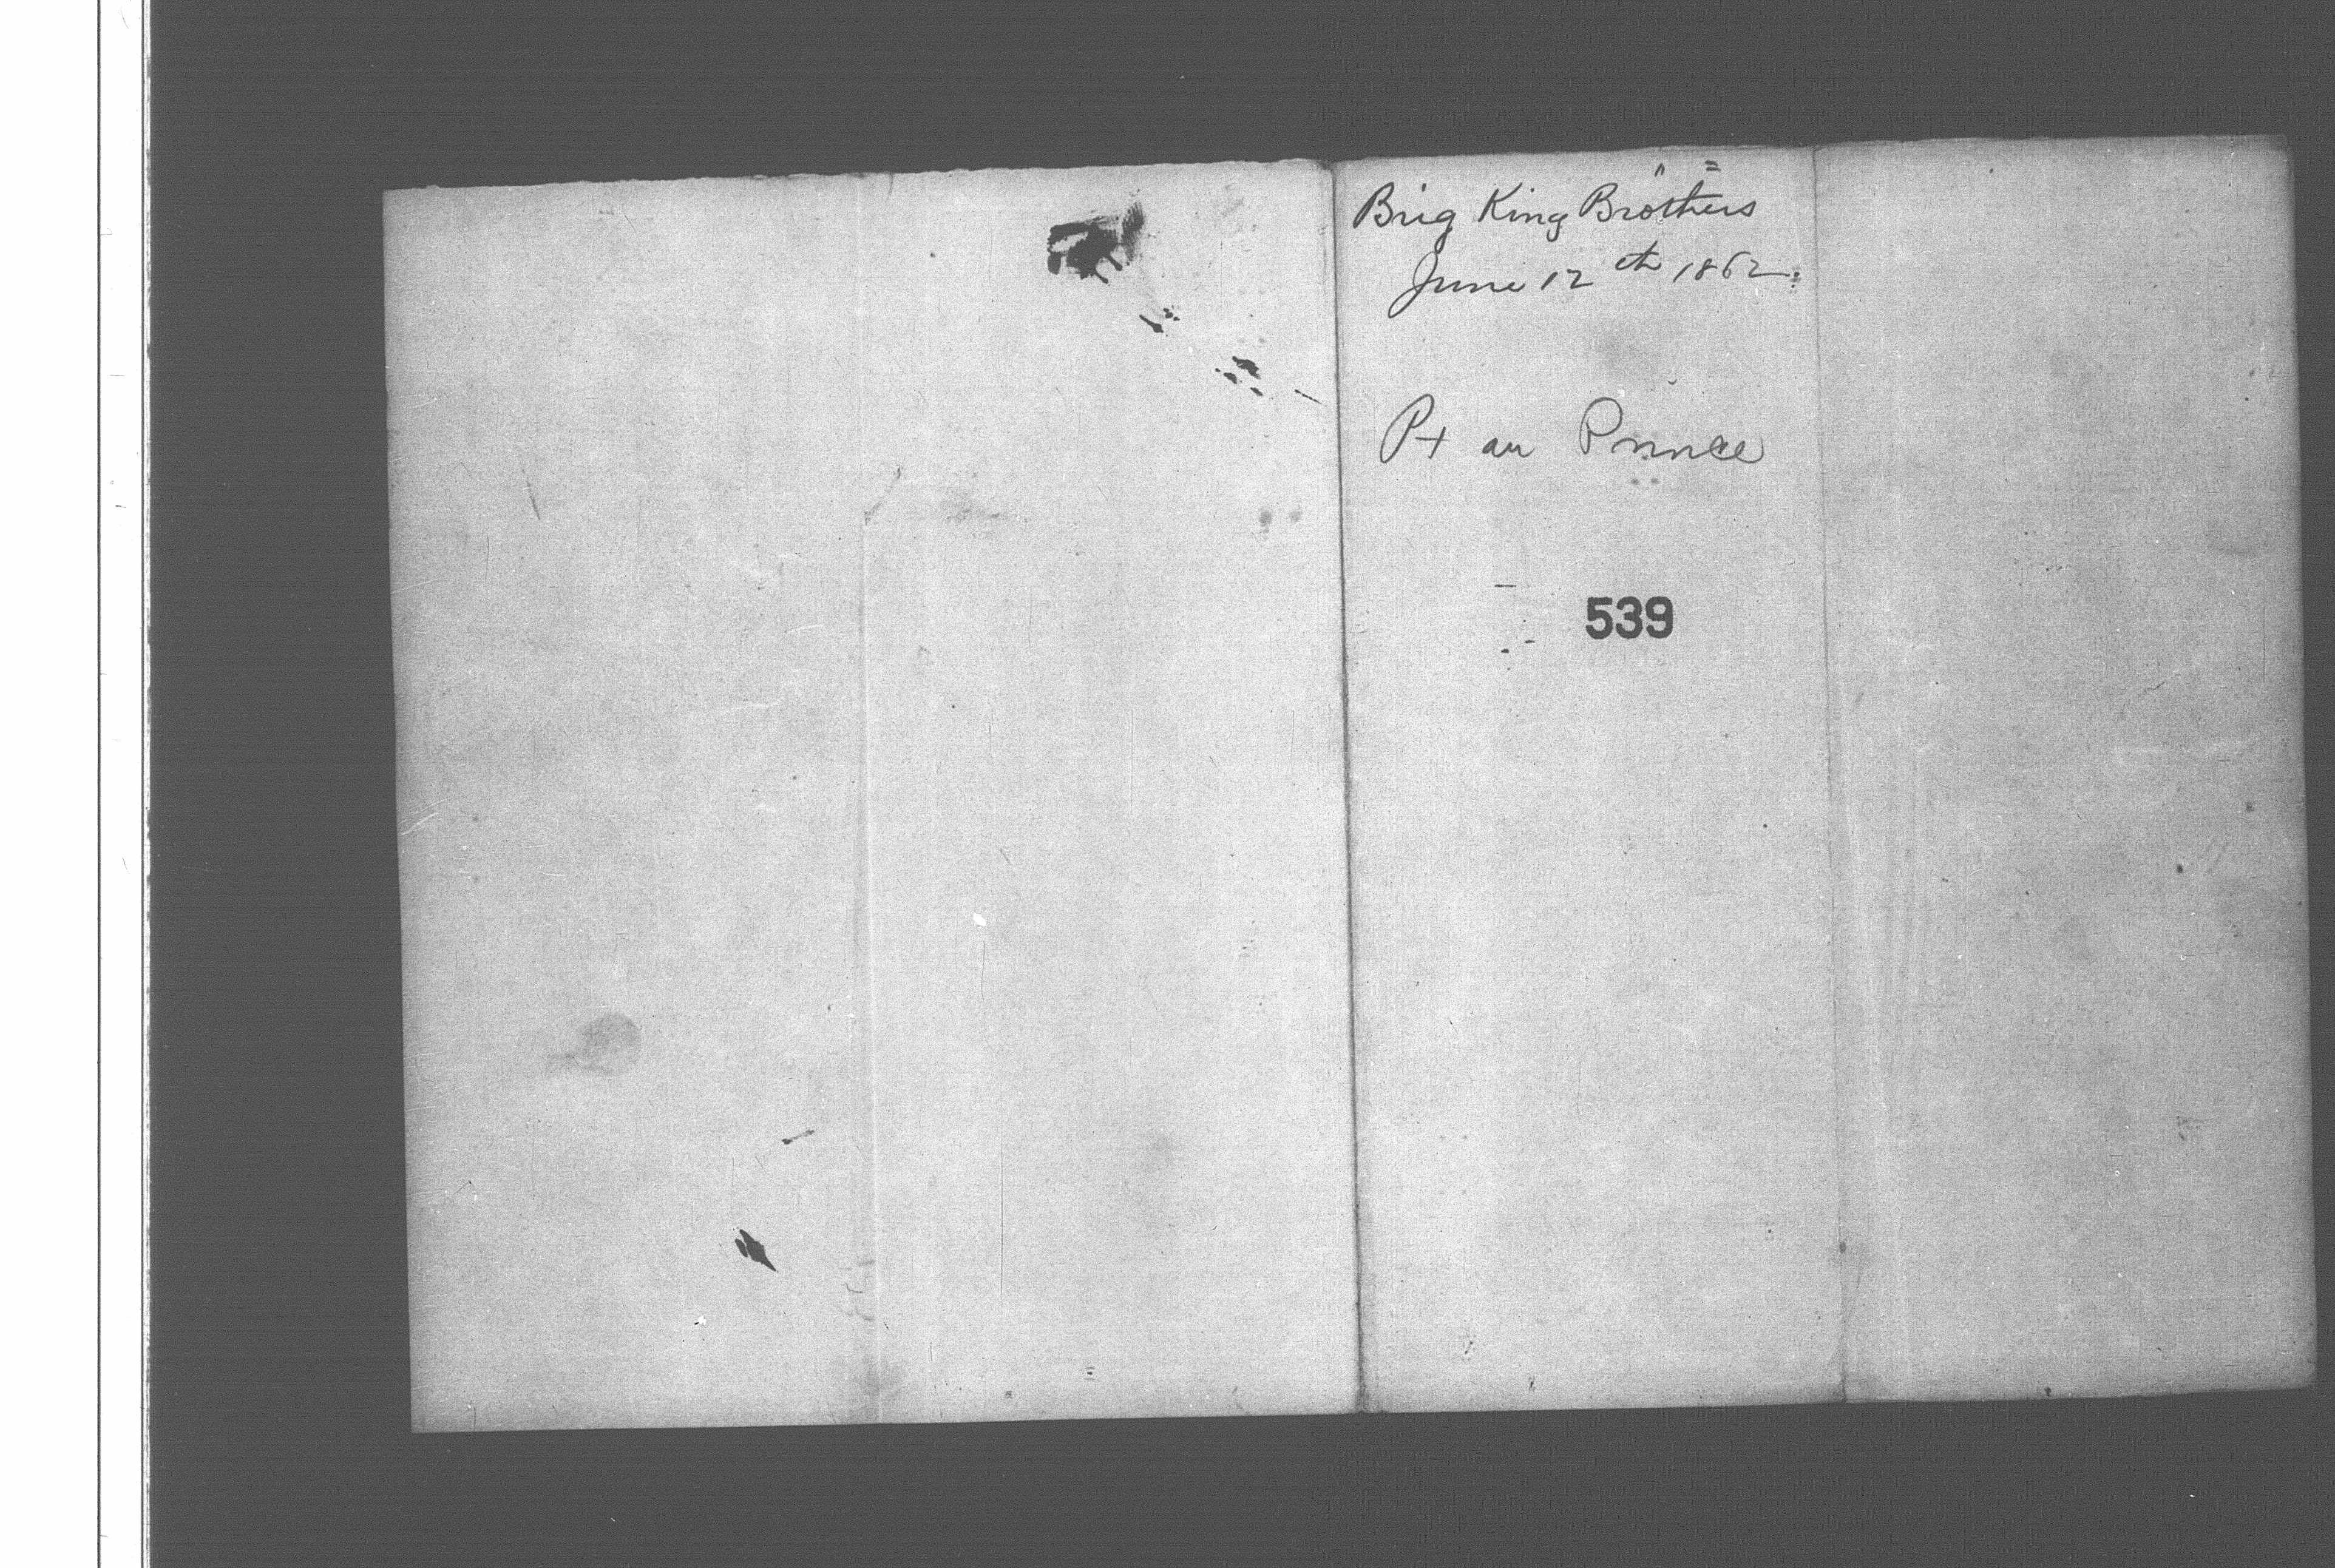 Brig King Brothers
June 12th 1862.
Pt au Prince
539